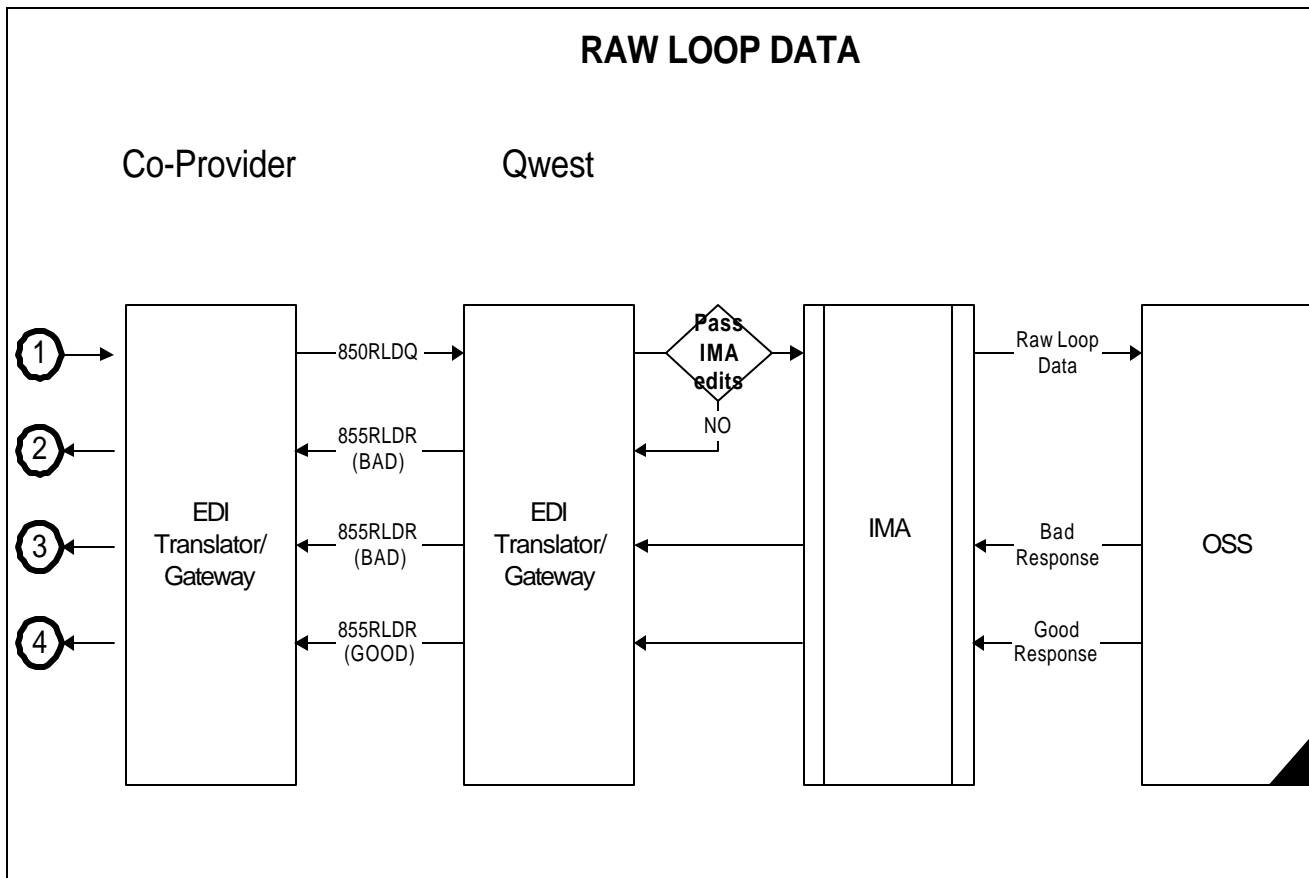 RAW LOOP DATA
Co-Provider
Qwest
1
850RLDQ
Pass
IMA
edits
NO
Raw Loop
Data
2
855RLDR
(BAD)
3
EDI
Translator/
Gateway
855RLDR
(BAD)
EDI
Translator/
Gateway
IMA
Bad
Response
OSS
4
855RLDR
(GOOD)
Good
Response